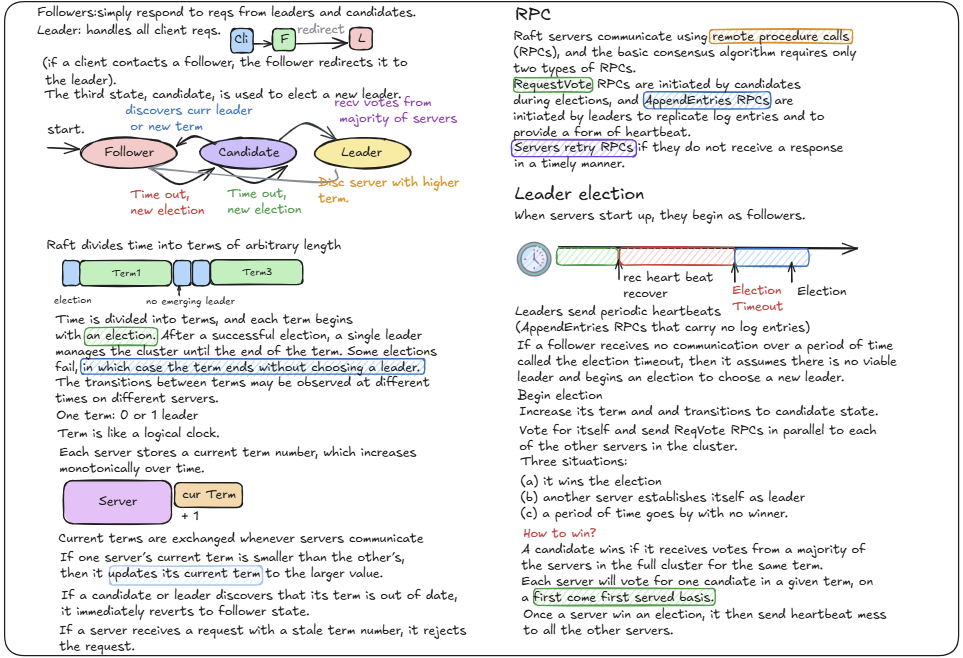 Followers:simply respond to reqs from leaders and candidates.
Leader: handles all client reqs.
Cli
F
redirect
L
(if a client contacts a follower, the follower redirects it to
the leader).
The third state, candidate, is used to elect a new leader.
discovers curr leader
or new term
recv votes from
majority of servers
start.
Follower
Candidate
Leader
Time out,
new election
Time out,
new election
Disc server with higher
term.
Raft divides time into terms of arbitrary length
Term1
Term3
election
no emerging leader
Time is divided into terms, and each term begins
with an election. After a successful election, a single leader
manages the cluster until the end of the term. Some elections
fail, in which case the term ends without choosing a leader.
The transitions between terms may be observed at different
times on different servers.
One term: 0 or 1 leader
Term is like a logical clock.
Each server stores a current term number, which increases
monotonically over time.
Server
cur Term
+ 1
Current terms are exchanged whenever servers communicate
If one server's current term is smaller than the other's,
then it updates its current term to the larger value.
If a candidate or leader discovers that its term is out of date,
it immediately reverts to follower state.
If a server receives a request with a stale term number, it rejects
the request.
RPC
Raft servers communicate using remote procedure calls
(RPCs), and the basic consensus algorithm requires only
two types of RPCs.
RequestVote RPCs are initiated by candidates
during elections, and AppendEntries RPCs are
initiated by leaders to replicate log entries and to
provide a form of heartbeat.
Servers retry RPCs if they do not receive a response
in a timely manner.
Leader election
When servers start up, they begin as followers.
rec heart beat
recover
Election
Timeout
Election
Leaders send periodic heartbeats
(AppendEntries RPCs that carry no log entries)
If a follower receives no communication over a period of time
called the election timeout, then it assumes there is no viable
leader and begins an election to choose a new leader.
Begin election
Increase its term and and transitions to candidate state.
Vote for itself and send ReqVote RPCs in parallel to each
of the other servers in the cluster.
Three situations:
(a) it wins the election
(b) another server establishes itself as leader
(c) a period of time goes by with no winner.
How to win?
A candidate wins if it receives votes from a majority of
the servers in the full cluster for the same term.
Each server will vote for one candiate in a given term, on
a first come first served basis.
Once a server win an election, it then send heartbeat mess
to all the other servers.